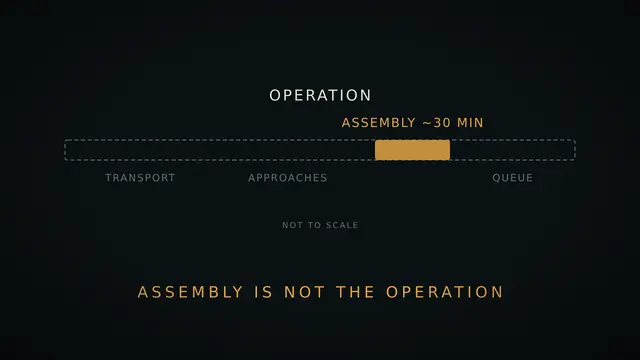 OPERATION
ASSEMBLY ~30 MIN
TRANSPORT APPROACHES QUEUE
NOT TO SCALE
ASSEMBLY IS NOT THE OPERATION